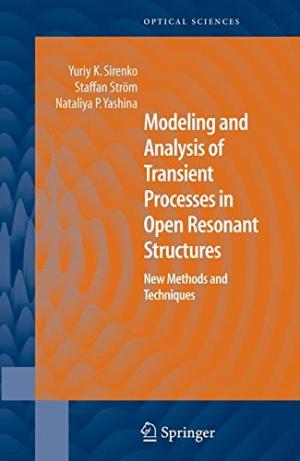 OPTICAL SCIENCES
Yuriy K. Sirenko
Staffan Ström
Nataliya P. Yashina
Modeling and
Analysis of
Transient
Processes in
Open Resonant
Structures
New Methods and
Techniques
Springer